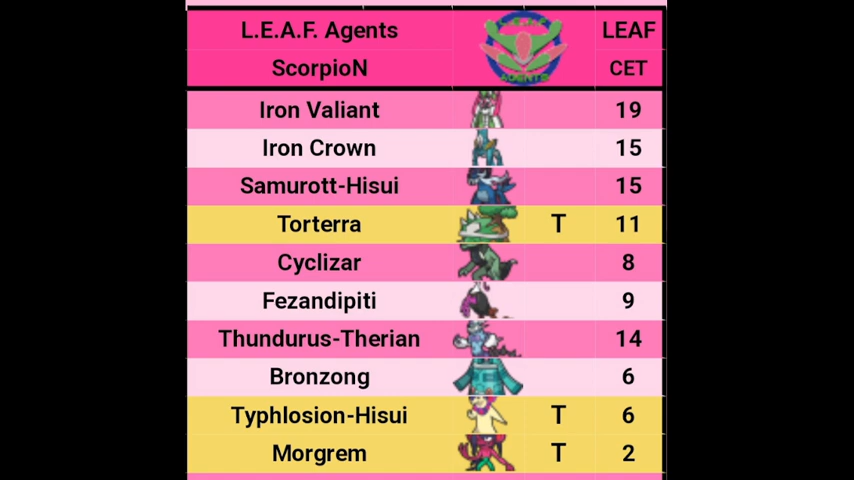 L.E.A.F. Agents LEAF
ScorpioN CET
AGENTS
Iron Valiant 19
Iron Crown 15
Samurott-Hisui 15
Torterra T 11
Cyclizar 8
Fezandipiti 9
Thundurus-Therian 14
Bronzong 6
Typhlosion-Hisui T 6
Morgrem T 2